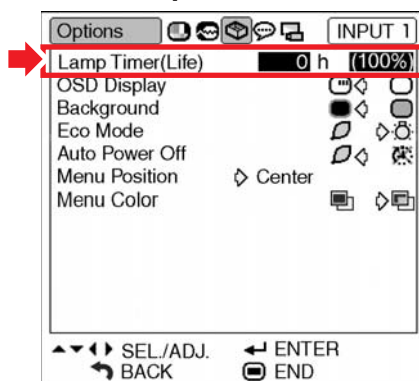 Options INPUT 1
Lamp Timer(Life) 0 h (100%)
OSD Display
Background
Eco Mode
Auto Power Off
Menu Position Center
Menu Color
SEL./ADJ. ENTER
BACK END